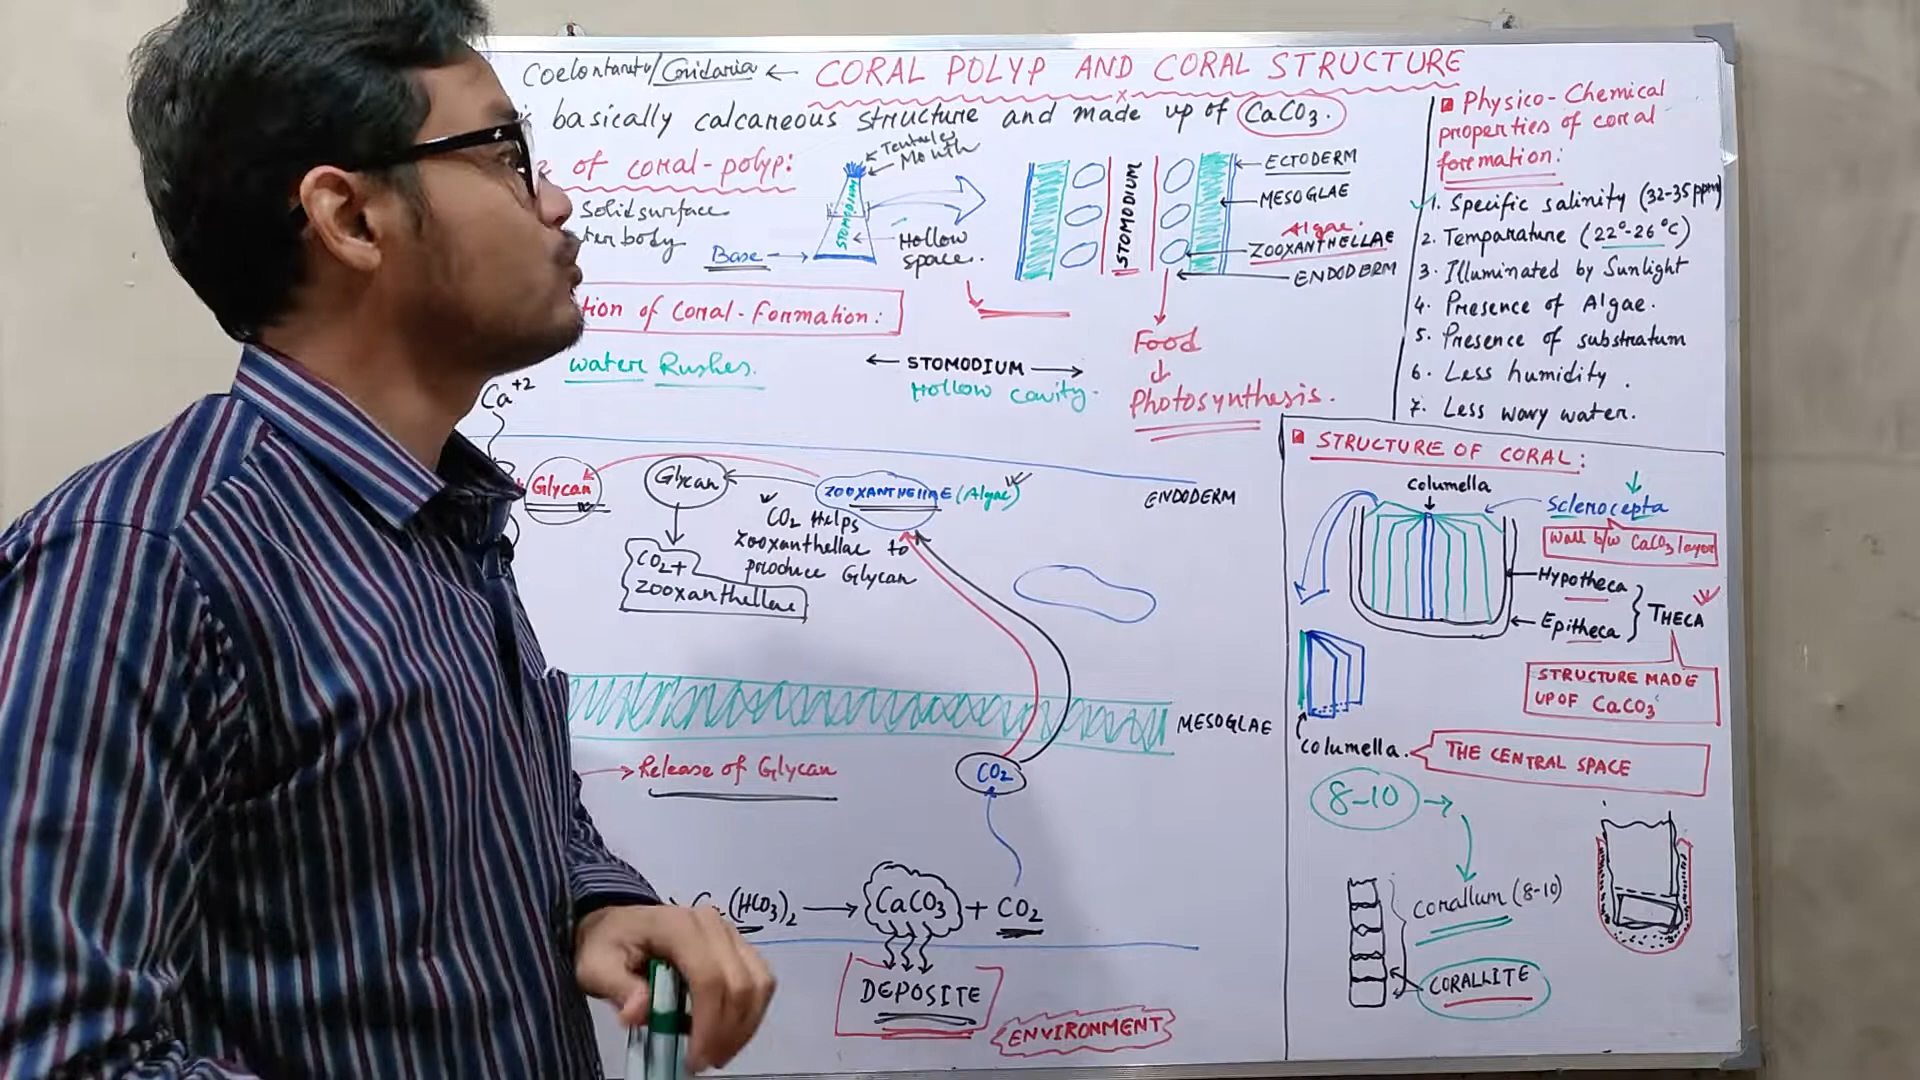 Coelontareta/Cnidaria ← CORAL POLYP AND CORAL STRUCTURE
basically calcaneous structure and made up of CaCO3.
of coral-polyp:
Solid surface
body
Base →
Tentacles
Mouth
STOMODIUM
Hollow
space.
STOMODIUM
ECTODERM
MESOGLAE
Algae.
ZOOXANTHELLAE
ENDODERM
Food
↓
Photosynthesis.
tion of Coral-Formation:
water Rushes.
← STOMODIUM →
Hollow cavity.
Ca+2
Glycan
Glycan
ZOOXANTHELLAE (Algae)
ENDODERM
CO2 Helps
zooxanthellae to
produce Glycan
CO2+
zooxanthellae
MESOGLAE
→ Release of Glycan
CO2
(HCO3)2 → CaCO3 + CO2
DEPOSITE
ENVIRONMENT
Physico-Chemical
properties of coral
formation:
1. Specific salinity (32-35ppm)
2. Temparature (22°-26°C)
3. Illuminated by Sunlight
4. Presence of Algae.
5. Presence of substratum
6. Less humidity.
7. Less wavy water.
STRUCTURE OF CORAL:
Columella
Sclerocepta
Wall b/w CaCO3 layer
Hypotheca
Epitheca
THECA
STRUCTURE MADE
UP OF CaCO3
Columella.
THE CENTRAL SPACE
8-10 →
Corallum (8-10)
CORALLITE